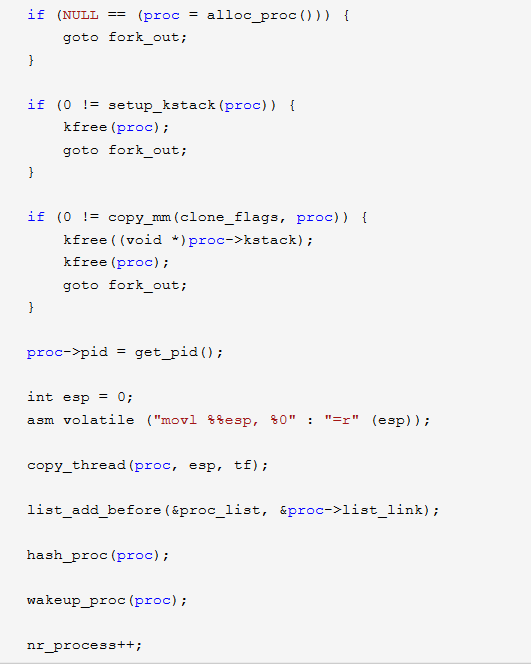 if (NULL == (proc = alloc_proc())) {
goto fork_out;
}
if (0 != setup_kstack(proc)) {
kfree(proc);
goto fork_out;
}
if (0 != copy_mm(clone_flags, proc)) {
kfree((void *)proc->kstack);
kfree(proc);
goto fork_out;
}
proc->pid = get_pid();
int esp = 0;
asm volatile ("movl %%esp, %0" : "=r" (esp));
copy_thread(proc, esp, tf);
list_add_before(&proc_list, &proc->list_link);
hash_proc(proc);
wakeup_proc(proc);
nr_process++;